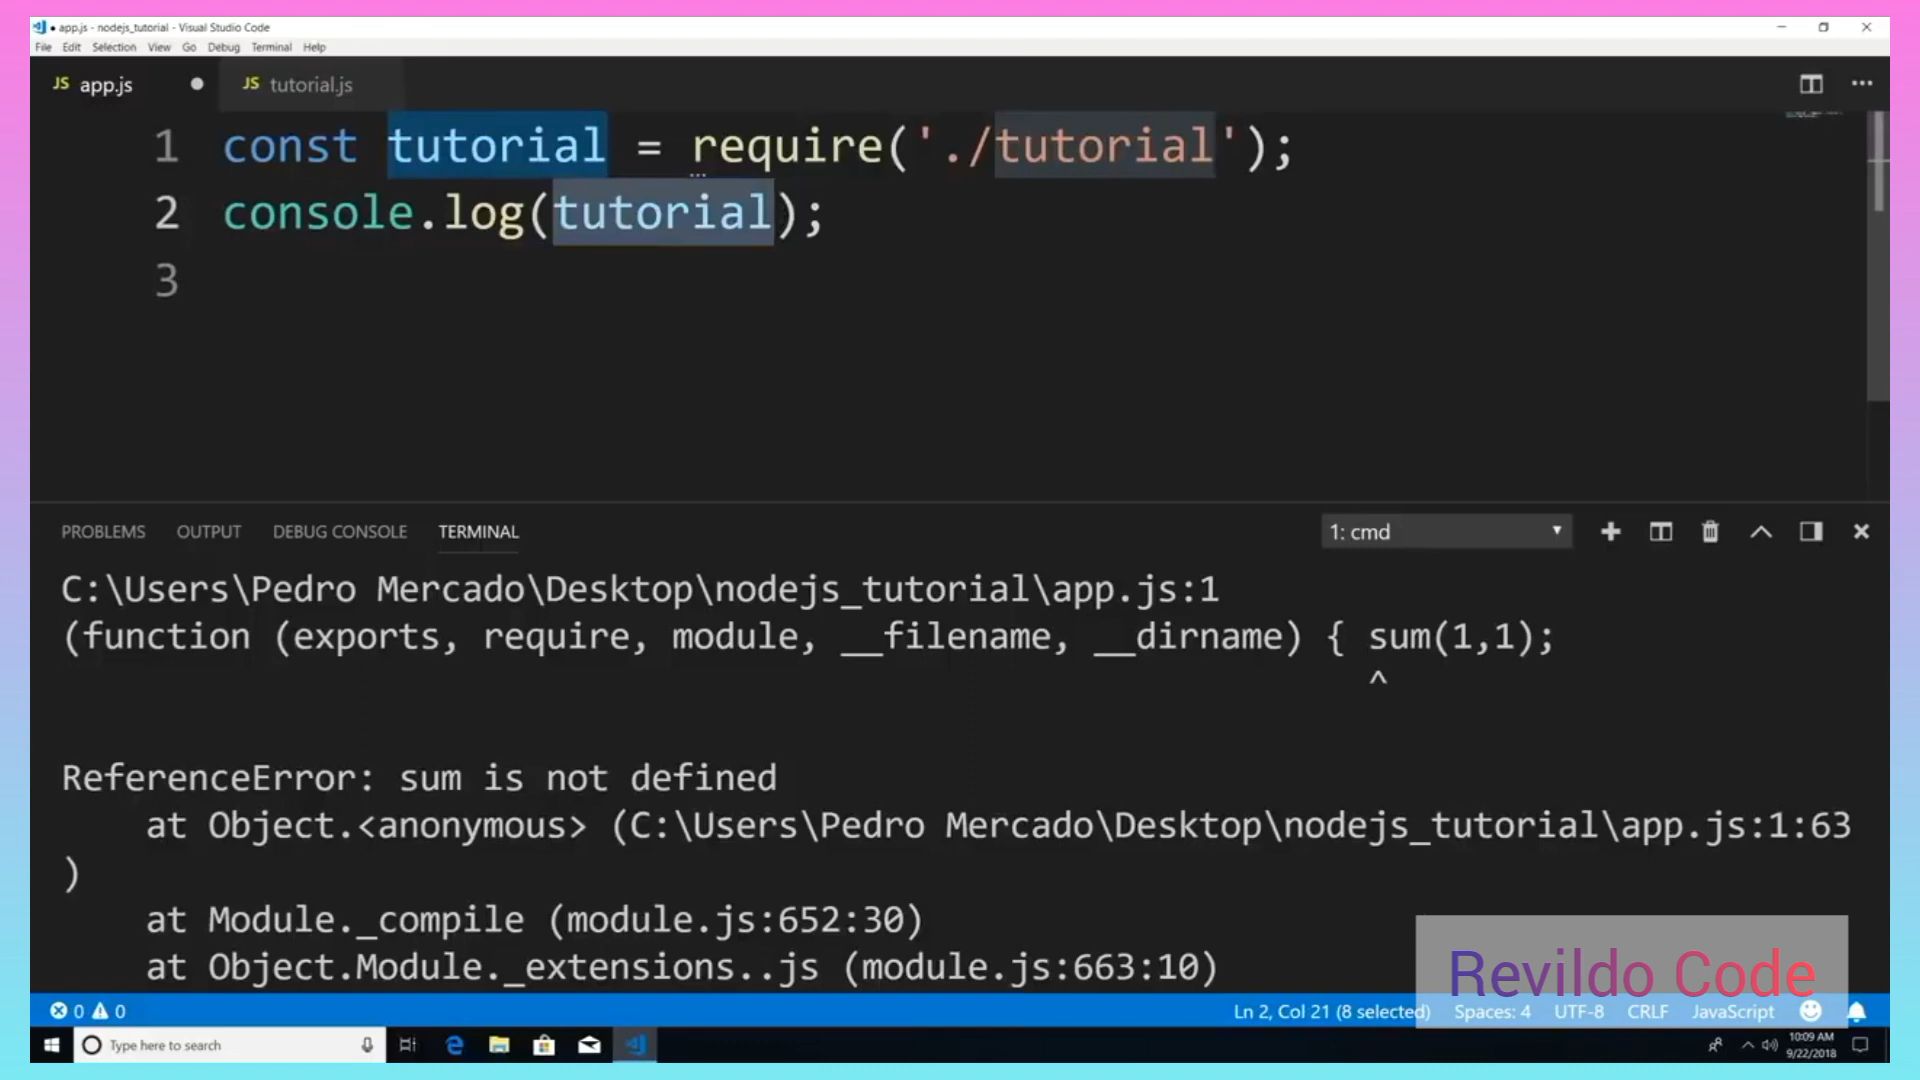 app.js - nodejs_tutorial - Visual Studio Code
File Edit Selection View Go Debug Terminal Help
JS app.js JS tutorial.js
1 const tutorial = require('./tutorial');
2 console.log(tutorial);
3
PROBLEMS OUTPUT DEBUG CONSOLE TERMINAL 1: cmd
C:\Users\Pedro Mercado\Desktop\nodejs_tutorial\app.js:1
(function (exports, require, module, __filename, __dirname) { sum(1,1);
^
ReferenceError: sum is not defined
at Object.<anonymous> (C:\Users\Pedro Mercado\Desktop\nodejs_tutorial\app.js:1:63
)
at Module._compile (module.js:652:30)
at Object.Module._extensions..js (module.js:663:10)
Revildo Code
0 0 Ln 2, Col 21 (8 selected) Spaces: 4 UTF-8 CRLF JavaScript
Type here to search 10:09 AM
9/22/2018